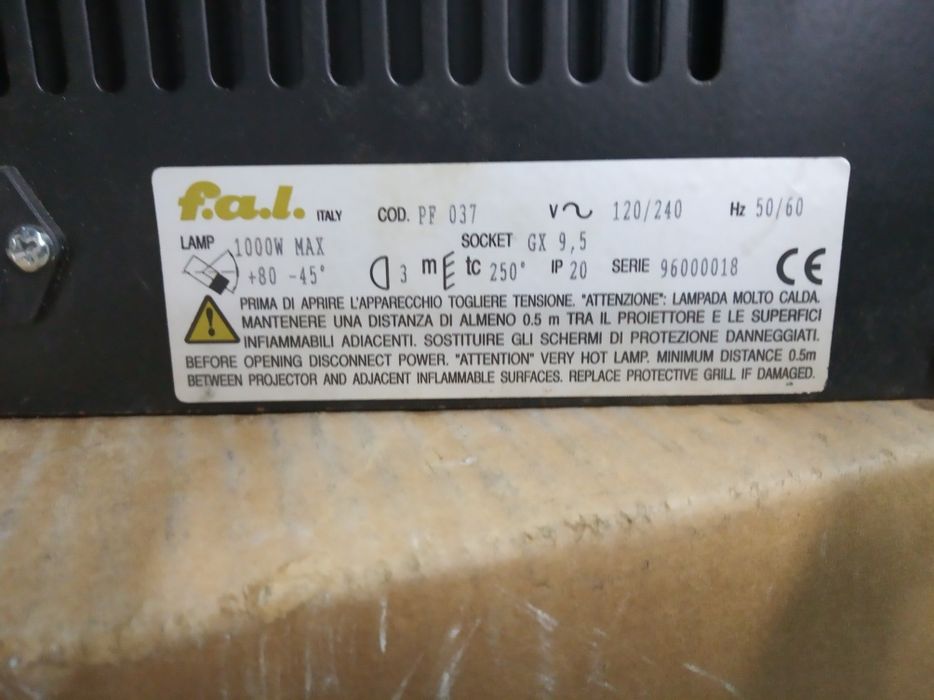 f.a.l. ITALY COD. PF 037 V 120/240 Hz 50/60
LAMP 1000W MAX SOCKET GX 9,5
+80 -45° 3 m tc 250° IP 20 SERIE 96000018 CE
PRIMA DI APRIRE L'APPARECCHIO TOGLIERE TENSIONE. "ATTENZIONE": LAMPADA MOLTO CALDA.
MANTENERE UNA DISTANZA DI ALMENO 0.5 m TRA IL PROIETTORE E LE SUPERFICI
INFIAMMABILI ADIACENTI. SOSTITUIRE GLI SCHERMI DI PROTEZIONE DANNEGGIATI.
BEFORE OPENING DISCONNECT POWER. "ATTENTION" VERY HOT LAMP. MINIMUM DISTANCE 0.5m
BETWEEN PROJECTOR AND ADJACENT INFLAMMABLE SURFACES. REPLACE PROTECTIVE GRILL IF DAMAGED.